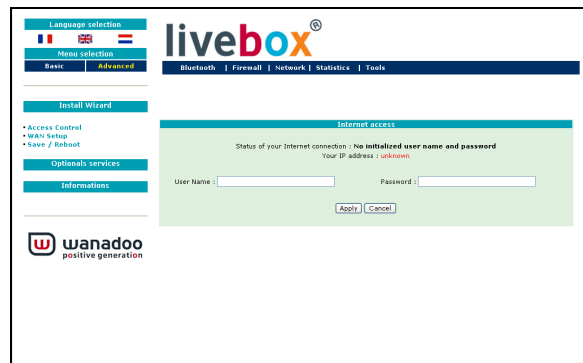 Language selection
Menu selection
Basic
Advanced
livebox®
Bluetooth | Firewall | Network | Statistics | Tools
Install Wizard
• Access Control
• WAN Setup
• Save / Reboot
Optionals services
Informations
wanadoo
positive generation
Internet access
Status of your Internet connection : No initialized user name and password
Your IP address : unknown
User Name :
Password :
Apply
Cancel